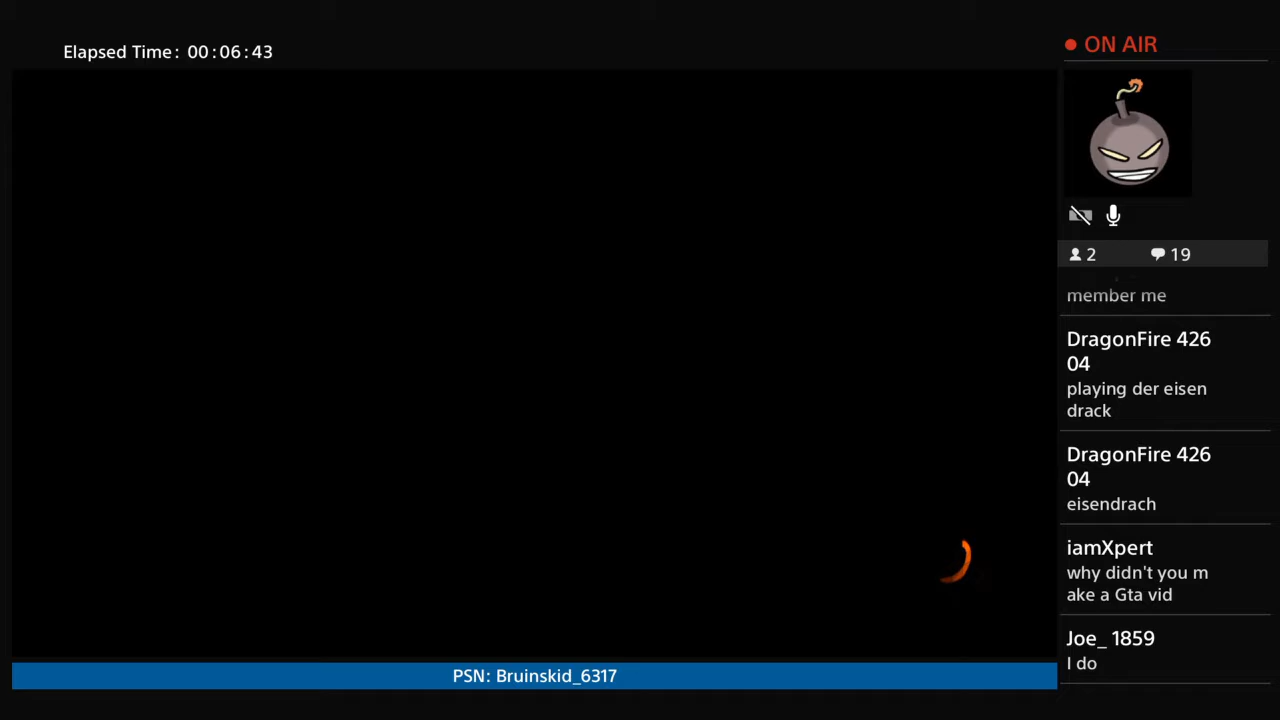 Elapsed Time: 00:06:43
ON AIR
2 19
member me
DragonFire 426
04
playing der eisen
drack
DragonFire 426
04
eisendrach
iamXpert
why didn't you m
ake a Gta vid
Joe_ 1859
I do
PSN: Bruinskid_6317